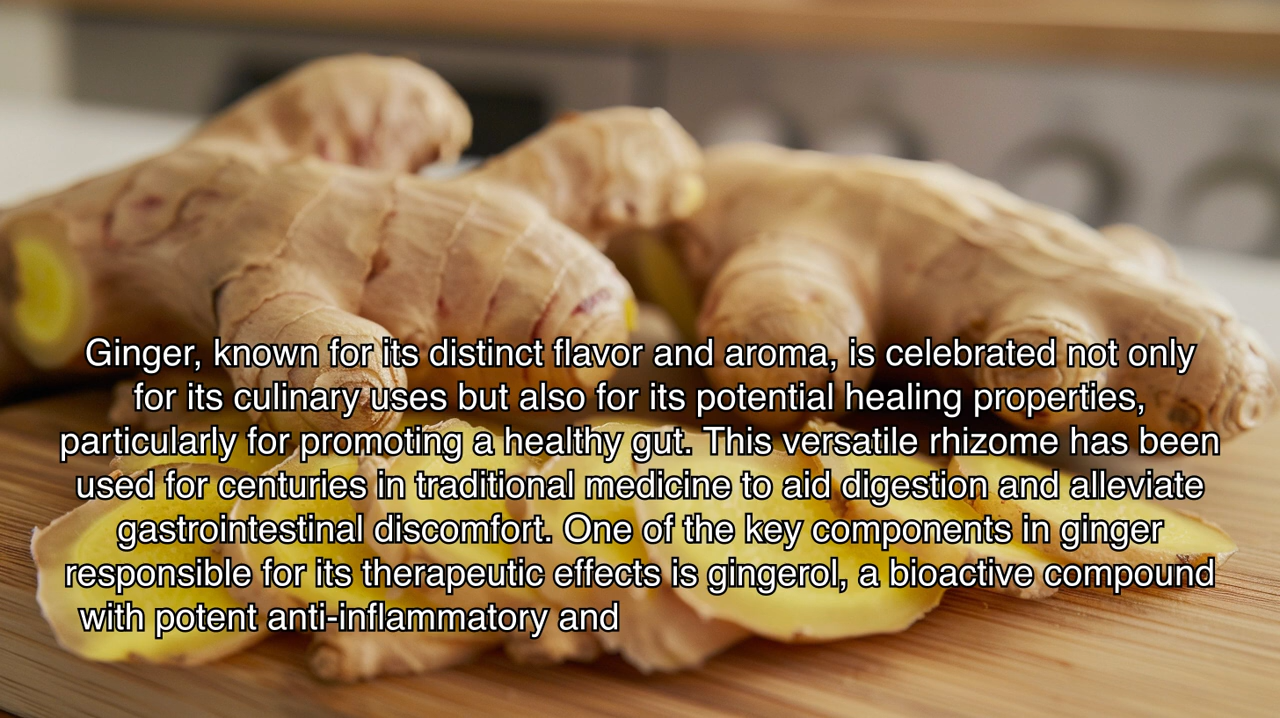 Ginger, known for its distinct flavor and aroma, is celebrated not only
for its culinary uses but also for its potential healing properties,
particularly for promoting a healthy gut. This versatile rhizome has been
used for centuries in traditional medicine to aid digestion and alleviate
gastrointestinal discomfort. One of the key components in ginger
responsible for its therapeutic effects is gingerol, a bioactive compound
with potent anti-inflammatory and